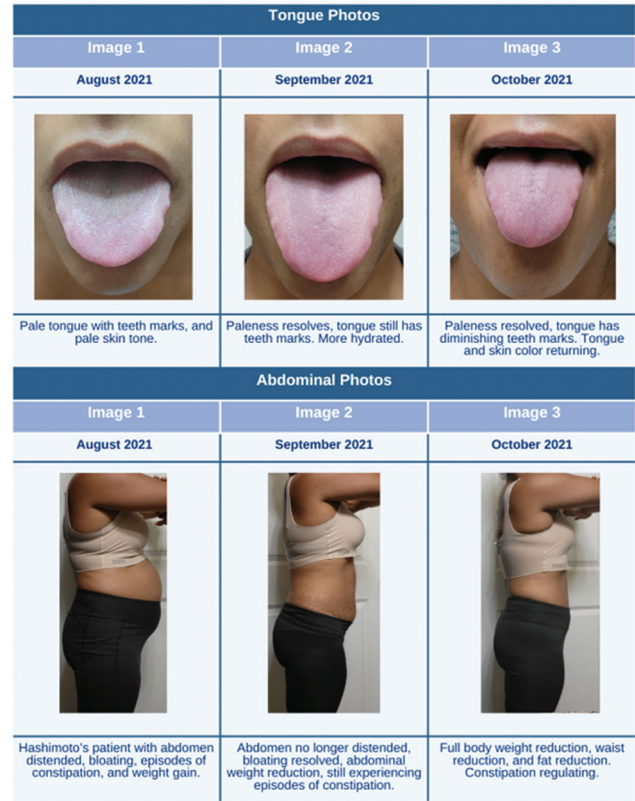 Tongue Photos
Image 1
Image 2
Image 3
August 2021
September 2021
October 2021
Pale tongue with teeth marks, and
pale skin tone.
Paleness resolves, tongue still has
teeth marks. More hydrated.
Paleness resolved, tongue has
diminishing teeth marks. Tongue
and skin color returning.
Abdominal Photos
Image 1
Image 2
Image 3
August 2021
September 2021
October 2021
Hashimoto's patient with abdomen
distended, bloating, episodes of
constipation, and weight gain.
Abdomen no longer distended,
bloating resolved, abdominal
weight reduction, still experiencing
episodes of constipation.
Full body weight reduction, waist
reduction, and fat reduction.
Constipation regulating.